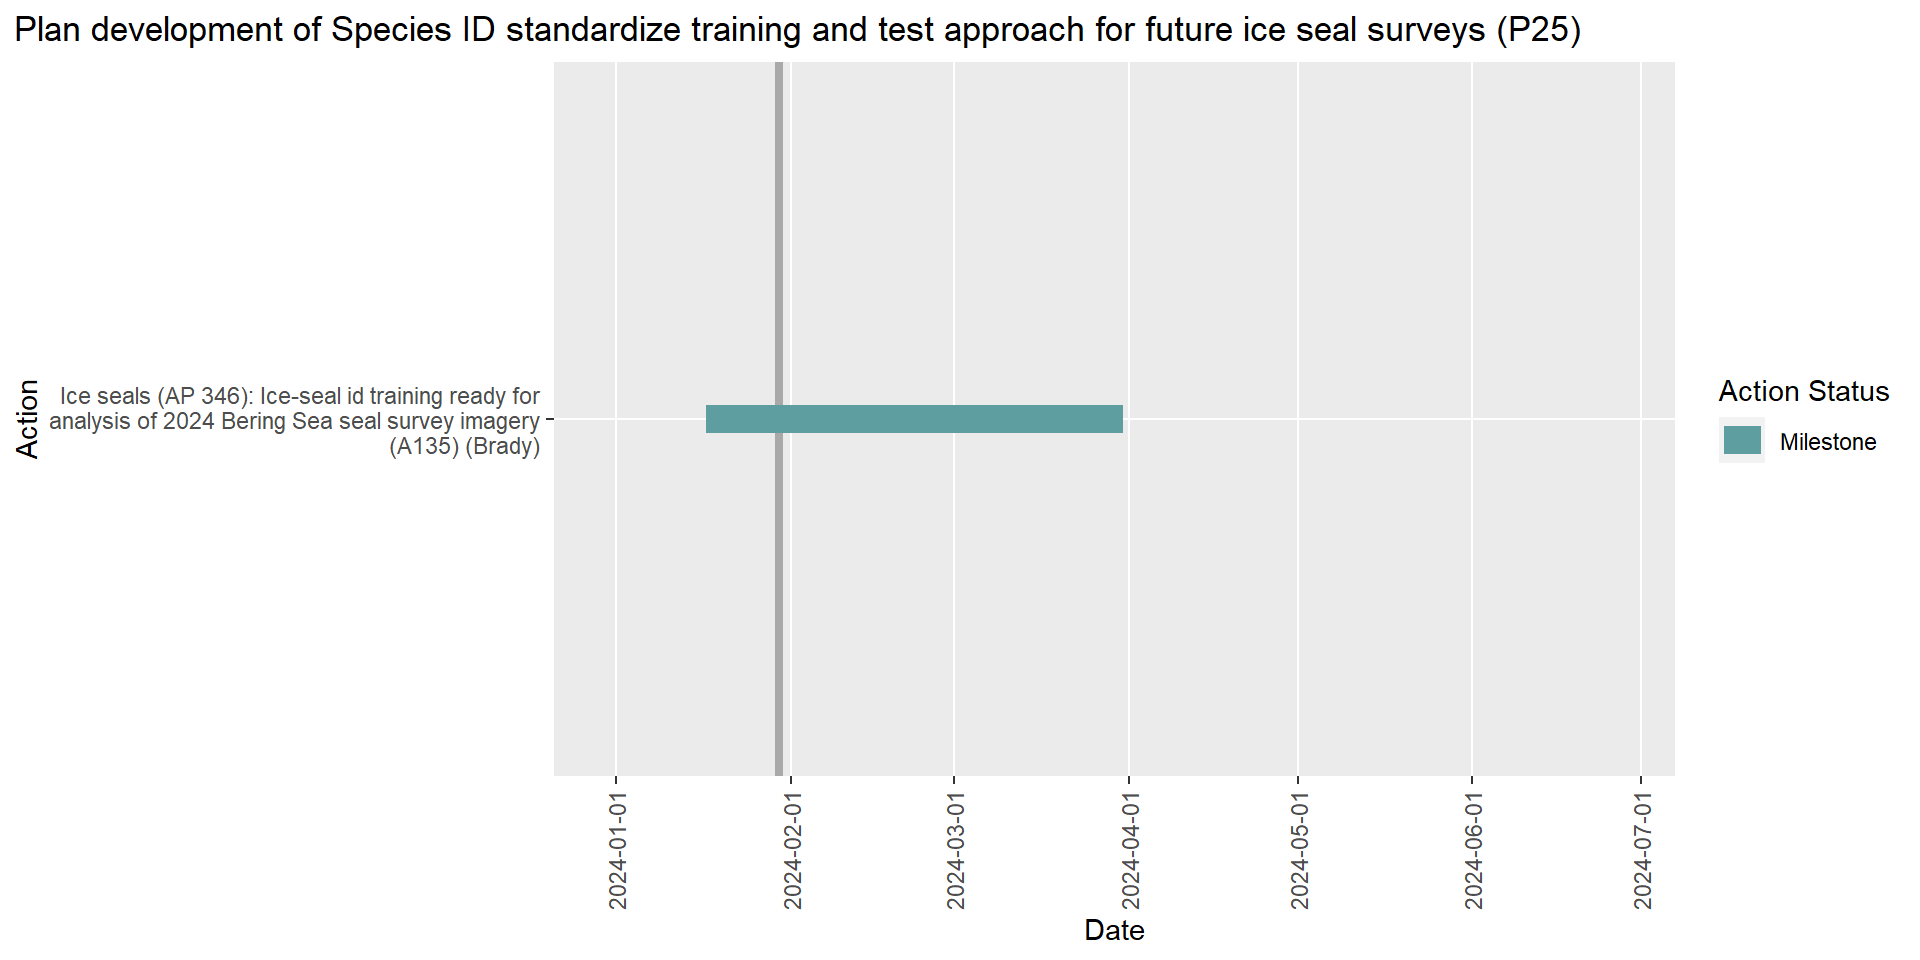 Plan development of Species ID standardize training and test approach for future ice seal surveys (P25)
Action
Ice seals (AP 346): Ice-seal id training ready for
analysis of 2024 Bering Sea seal survey imagery
(A135) (Brady)
Action Status
Milestone
2024-01-01
2024-02-01
2024-03-01
2024-04-01
2024-05-01
2024-06-01
2024-07-01
Date